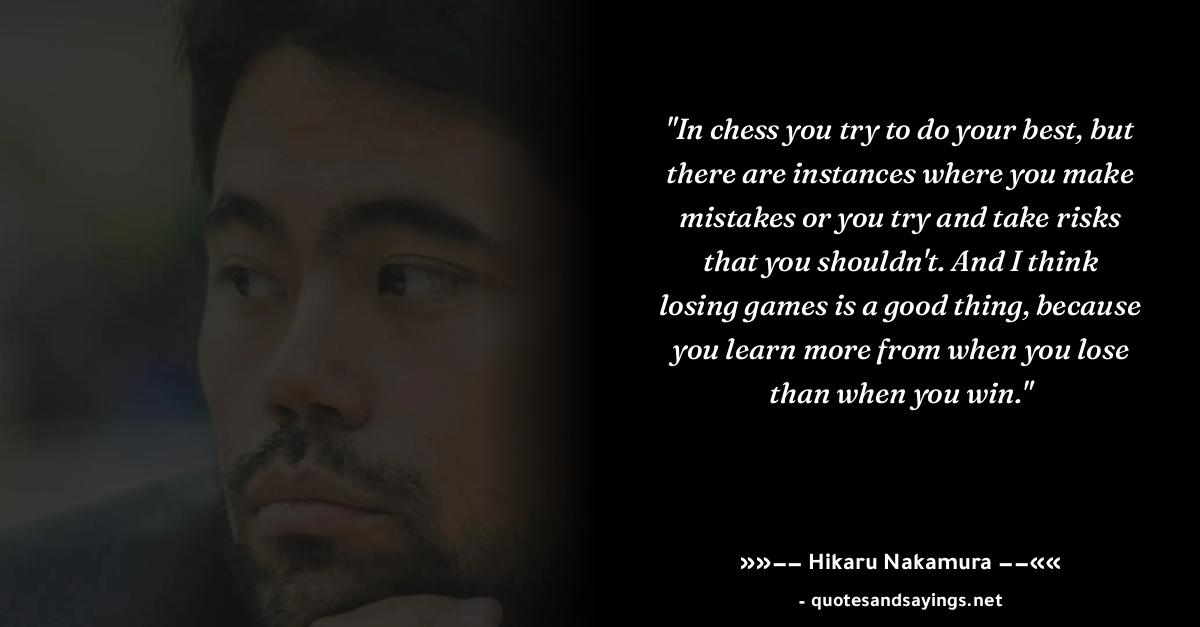 "In chess you try to do your best, but
there are instances where you make
mistakes or you try and take risks
that you shouldn't. And I think
losing games is a good thing, because
you learn more from when you lose
than when you win."
»»–– Hikaru Nakamura ––««
- quotesandsayings.net